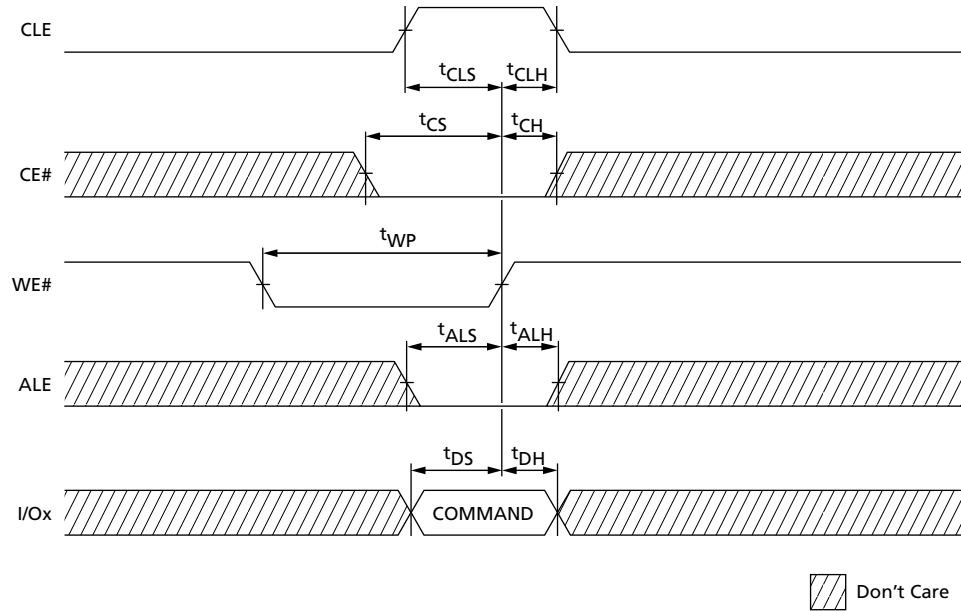 CLE
tCLS tCLH
tCS tCH
CE#
tWP
WE#
tALS tALH
ALE
tDS tDH
I/Ox COMMAND
Don't Care